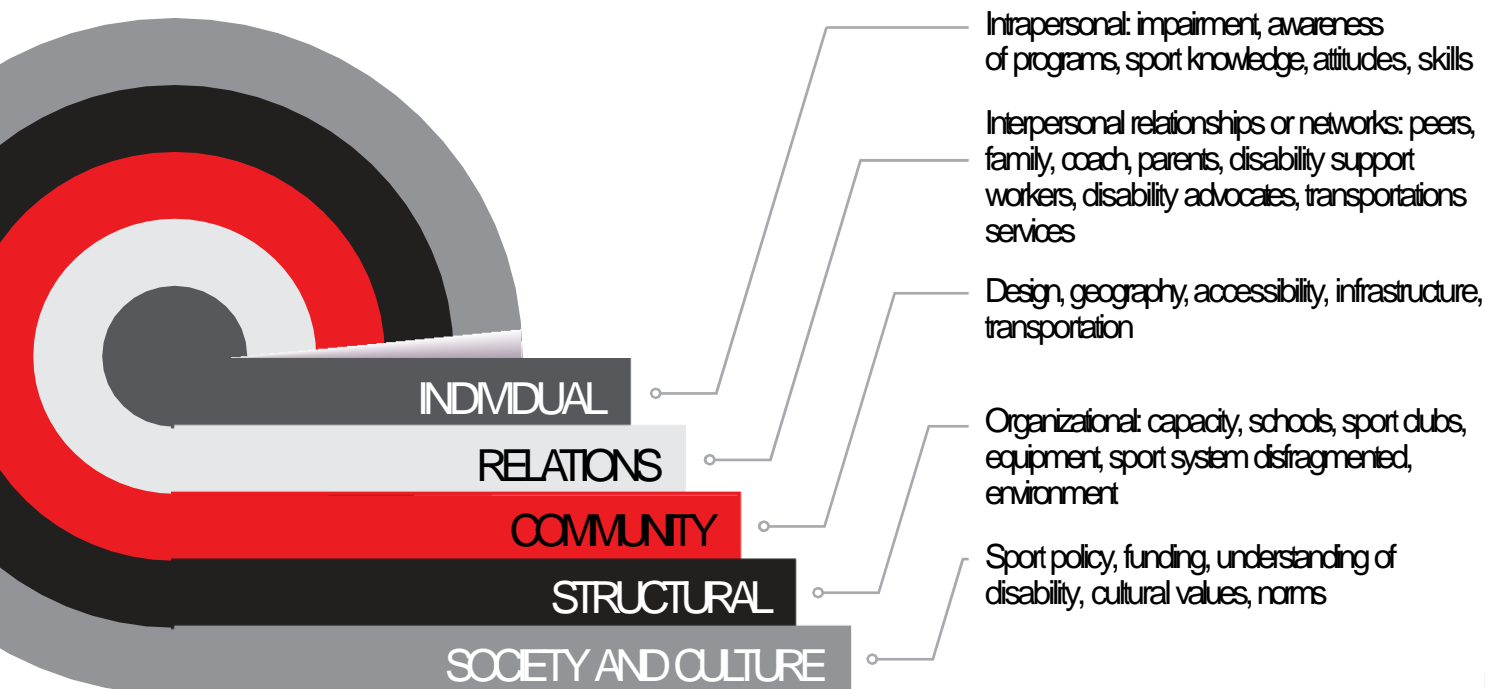 Intrapersonal: impairment, awareness
of programs, sport knowledge, attitudes, skills
Interpersonal relationships or networks: peers,
family, coach, parents, disability support
workers, disability advocates, transportations
services
Design, geography, accessibility, infrastructure,
transportation
INDIVIDUAL
Organizational: capacity, schools, sport clubs,
equipment, sport system disfragmented,
environment
RELATIONS
COMMUNITY
Sport policy, funding, understanding of
disability, cultural values, norms
STRUCTURAL
SOCIETY AND CULTURE